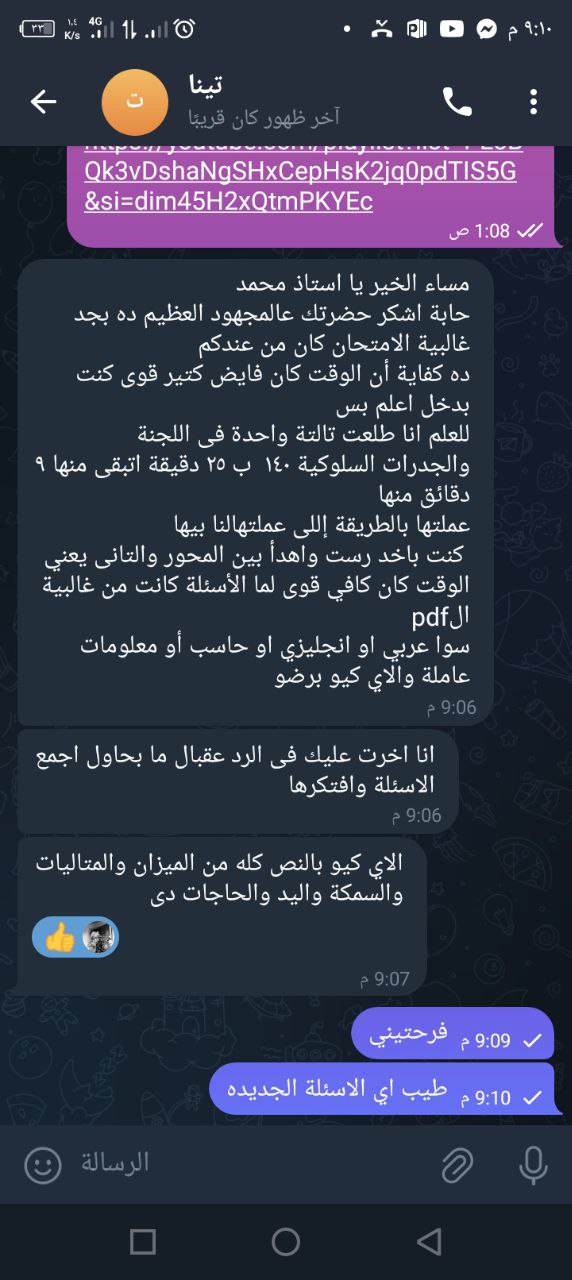 ٣٣
١,٤ K/s
4G
٩:١٠ م
تينا
ت
آخر ظهور كان قريبًا
Qk3vDshaNgSHxCepHsK2jq0pdTIS5G
&si=dim45H2xQtmPKYEc
1:08 ص
مساء الخير يا استاذ محمد
حابة اشكر حضرتك عالمجهود العظيم ده بجد
غالبية الامتحان كان من عندكم
ده كفاية أن الوقت كان فايض كتير قوى كنت
بدخل اعلم بس
للعلم انا طلعت تالتة واحدة فى اللجنة
والجدرات السلوكية ١٤٠ ب ٢٥ دقيقة اتبقى منها ٩
دقائق منها
عملتها بالطريقة إللى عملتهالنا بيها
كنت باخد رست واهدأ بين المحور والتانى يعني
الوقت كان كافي قوى لما الأسئلة كانت من غالبية
الpdf
سوا عربي او انجليزي او حاسب أو معلومات
عاملة والاي كيو برضو
9:06 م
انا اخرت عليك فى الرد عقبال ما بحاول اجمع
الاسئلة وافتكرها
9:06 م
الاي كيو بالنص كله من الميزان والمتاليات
والسمكة واليد والحاجات دى
9:07 م
فرحتيني
9:09 م
طيب اي الاسئلة الجديده
9:10 م
الرسالة